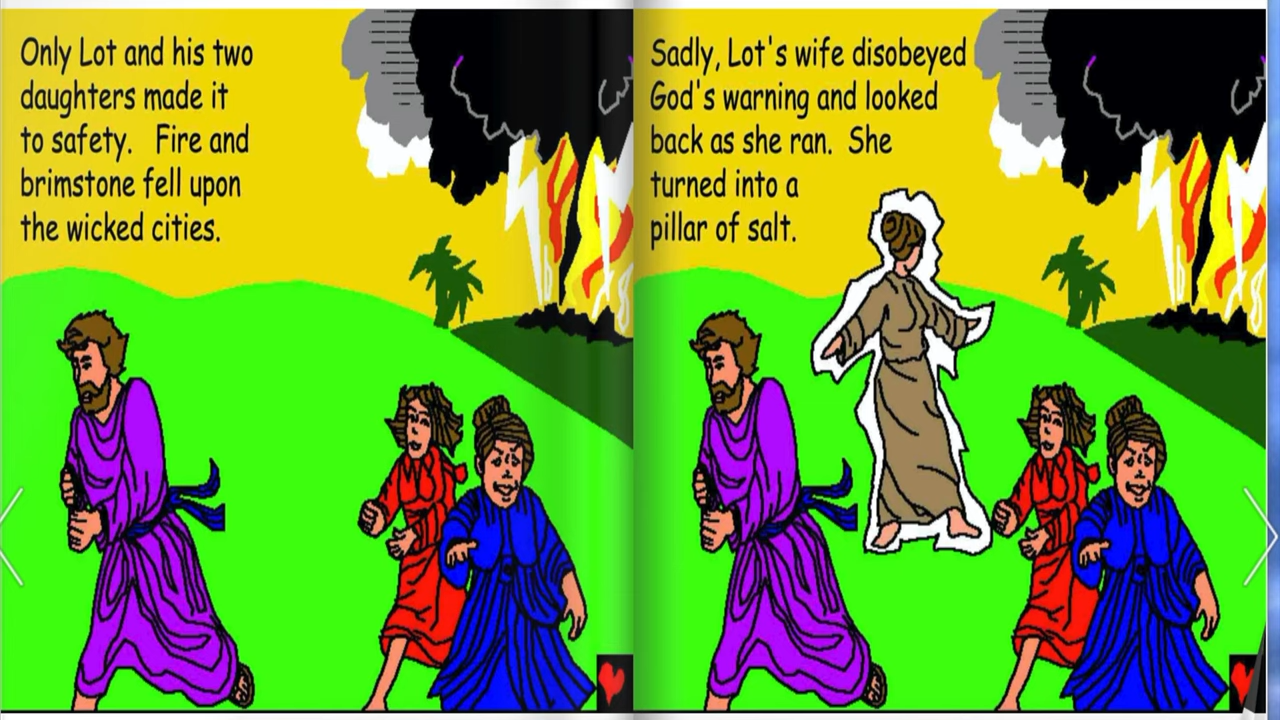 Only Lot and his two
daughters made it
to safety. Fire and
brimstone fell upon
the wicked cities.
Sadly, Lot's wife disobeyed
God's warning and looked
back as she ran. She
turned into a
pillar of salt.